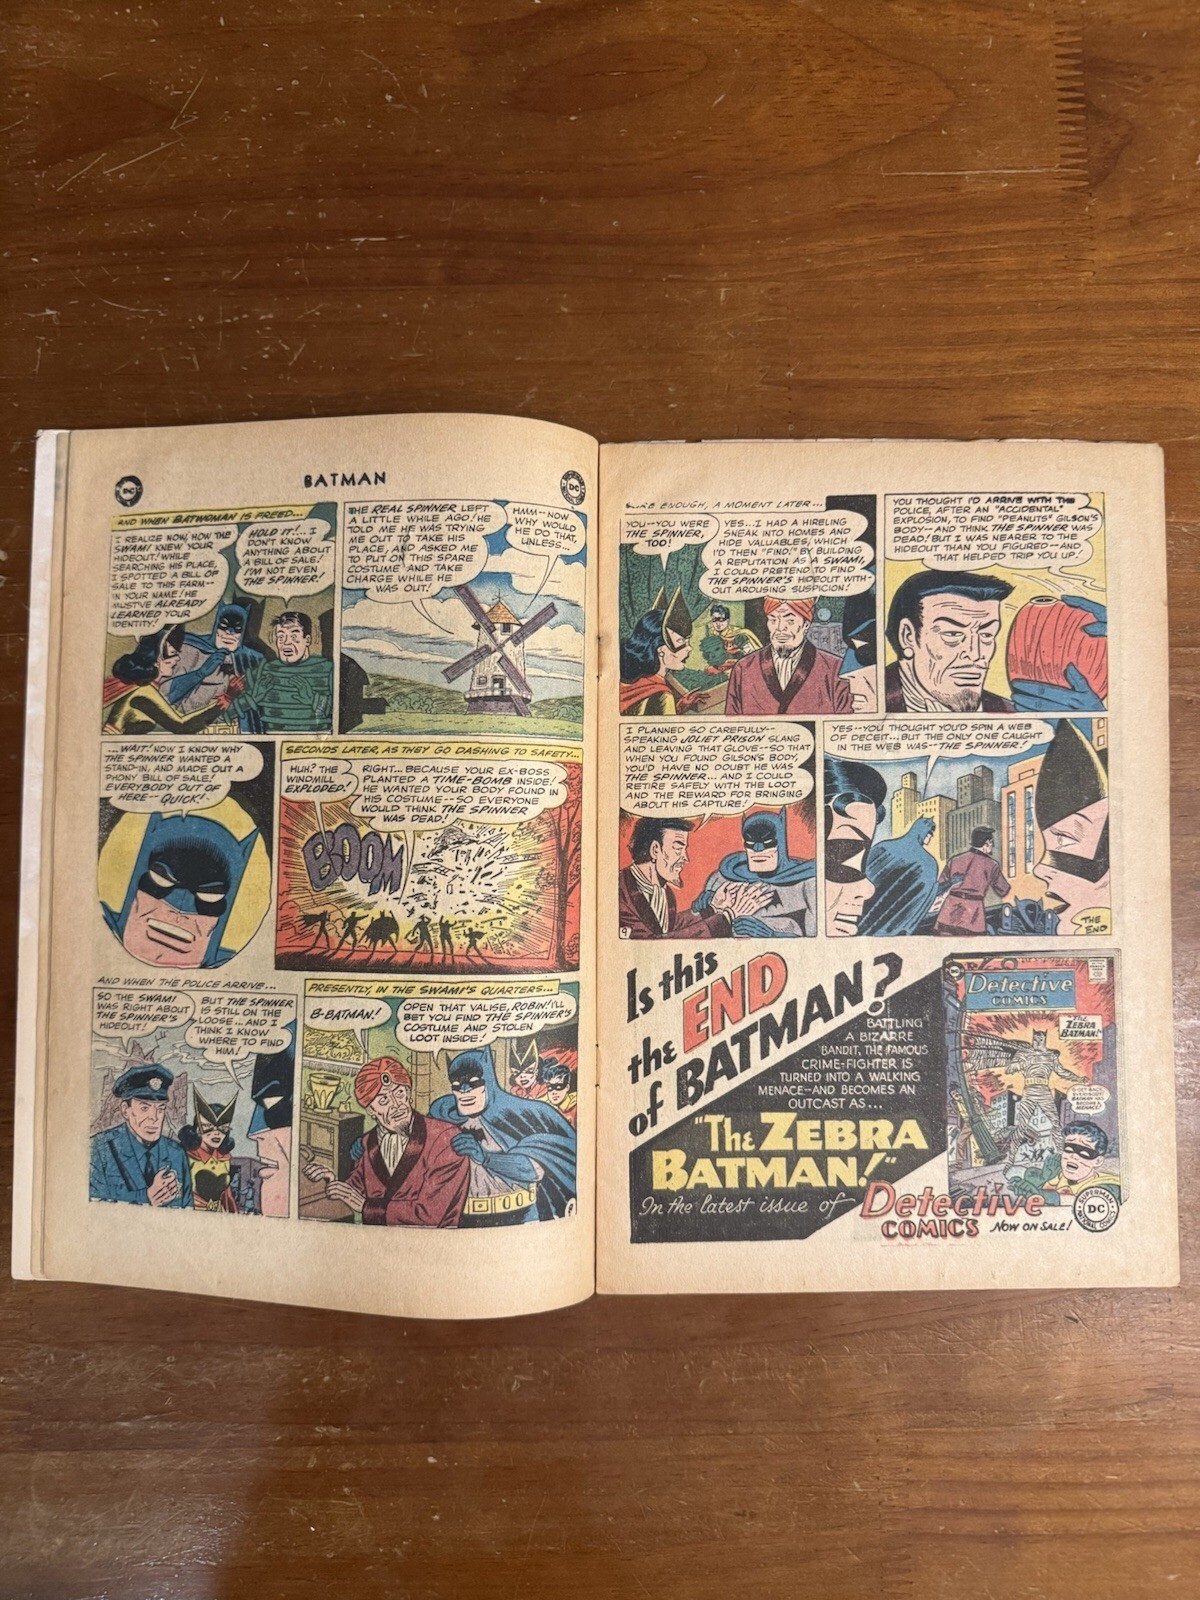 BATMAN
DC
AND WHEN BATWOMAN IS FREED...
I REALIZE NOW, HOW THE
SWAMI KNEW YOUR
HIDEOUT! WHILE
SEARCHING HIS PLACE,
I SPOTTED A BILL OF
SALE TO THIS FARM--
IN YOUR NAME! HE
MUST'VE ALREADY
LEARNED YOUR
IDENTITY!
HOLD IT!... I
DON'T KNOW
ANYTHING ABOUT
A BILL OF SALE!
I'M NOT EVEN
THE SPINNER!
THE REAL SPINNER LEFT
A LITTLE WHILE AGO! HE
TOLD ME HE WAS TRYING
ME OUT TO TAKE HIS
PLACE, AND ASKED ME
TO PUT ON THIS SPARE
COSTUME AND TAKE
CHARGE WHILE HE
WAS OUT!
HMM--NOW
WHY WOULD
HE DO THAT,
UNLESS...
...WAIT! NOW I KNOW WHY
THE SPINNER WANTED A
STAND-IN, AND MADE OUT A
PHONY BILL OF SALE!
EVERYBODY OUT OF
HERE--QUICK!
SECONDS LATER, AS THEY GO DASHING TO SAFETY...
HUH? THE
WINDMILL
EXPLODED!
RIGHT... BECAUSE YOUR EX-BOSS
PLANTED A TIME-BOMB INSIDE!
HE WANTED YOUR BODY FOUND IN
HIS COSTUME--SO EVERYONE
WOULD THINK THE SPINNER
WAS DEAD!
BOOM
AND WHEN THE POLICE ARRIVE...
SO THE SWAMI
WAS RIGHT ABOUT
THE SPINNER'S
HIDEOUT!
BUT THE SPINNER
IS STILL ON THE
LOOSE... AND I
THINK I KNOW
WHERE TO FIND
HIM!
PRESENTLY, IN THE SWAMI'S QUARTERS...
B-BATMAN!
OPEN THAT VALISE, ROBIN! I'LL
BET YOU FIND THE SPINNER'S
COSTUME AND STOLEN
LOOT INSIDE!
8
SURE ENOUGH, A MOMENT LATER...
YOU--YOU WERE
THE SPINNER,
TOO!
YES... I HAD A HIRELING
SNEAK INTO HOMES AND
HIDE VALUABLES, WHICH
I'D THEN "FIND!" BY BUILDING
A REPUTATION AS A SWAMI,
I COULD PRETEND TO FIND
THE SPINNER'S HIDEOUT WITH-
OUT AROUSING SUSPICION!
YOU THOUGHT I'D ARRIVE WITH THE
POLICE, AFTER AN "ACCIDENTAL"
EXPLOSION, TO FIND "PEANUTS" GILSON'S
BODY--AND THINK THE SPINNER WAS
DEAD! BUT I WAS NEARER TO THE
HIDEOUT THAN YOU FIGURED--AND
THAT HELPED TRIP YOU UP!
I PLANNED SO CAREFULLY--
SPEAKING JOLIET PRISON SLANG
AND LEAVING THAT GLOVE--SO THAT
WHEN YOU FOUND GILSON'S BODY,
YOU'D HAVE NO DOUBT HE WAS
THE SPINNER... AND I COULD
RETIRE SAFELY WITH THE LOOT
AND THE REWARD FOR BRINGING
ABOUT HIS CAPTURE!
9
YES--YOU THOUGHT YOU'D SPIN A WEB
OF DECEIT... BUT THE ONLY ONE CAUGHT
IN THE WEB WAS--THE SPINNER!
THE
END
Is this
the END
of BATMAN?
BATTLING
A BIZARRE
BANDIT, THE FAMOUS
CRIME-FIGHTER IS
TURNED INTO A WALKING
MENACE--AND BECOMES AN
OUTCAST AS...
"The ZEBRA
BATMAN!"
In the latest issue of Detective
COMICS NOW ON SALE!
Detective
COMICS
"The
ZEBRA
BATMAN!"
SUPERMAN
DC
NATIONAL COMICS